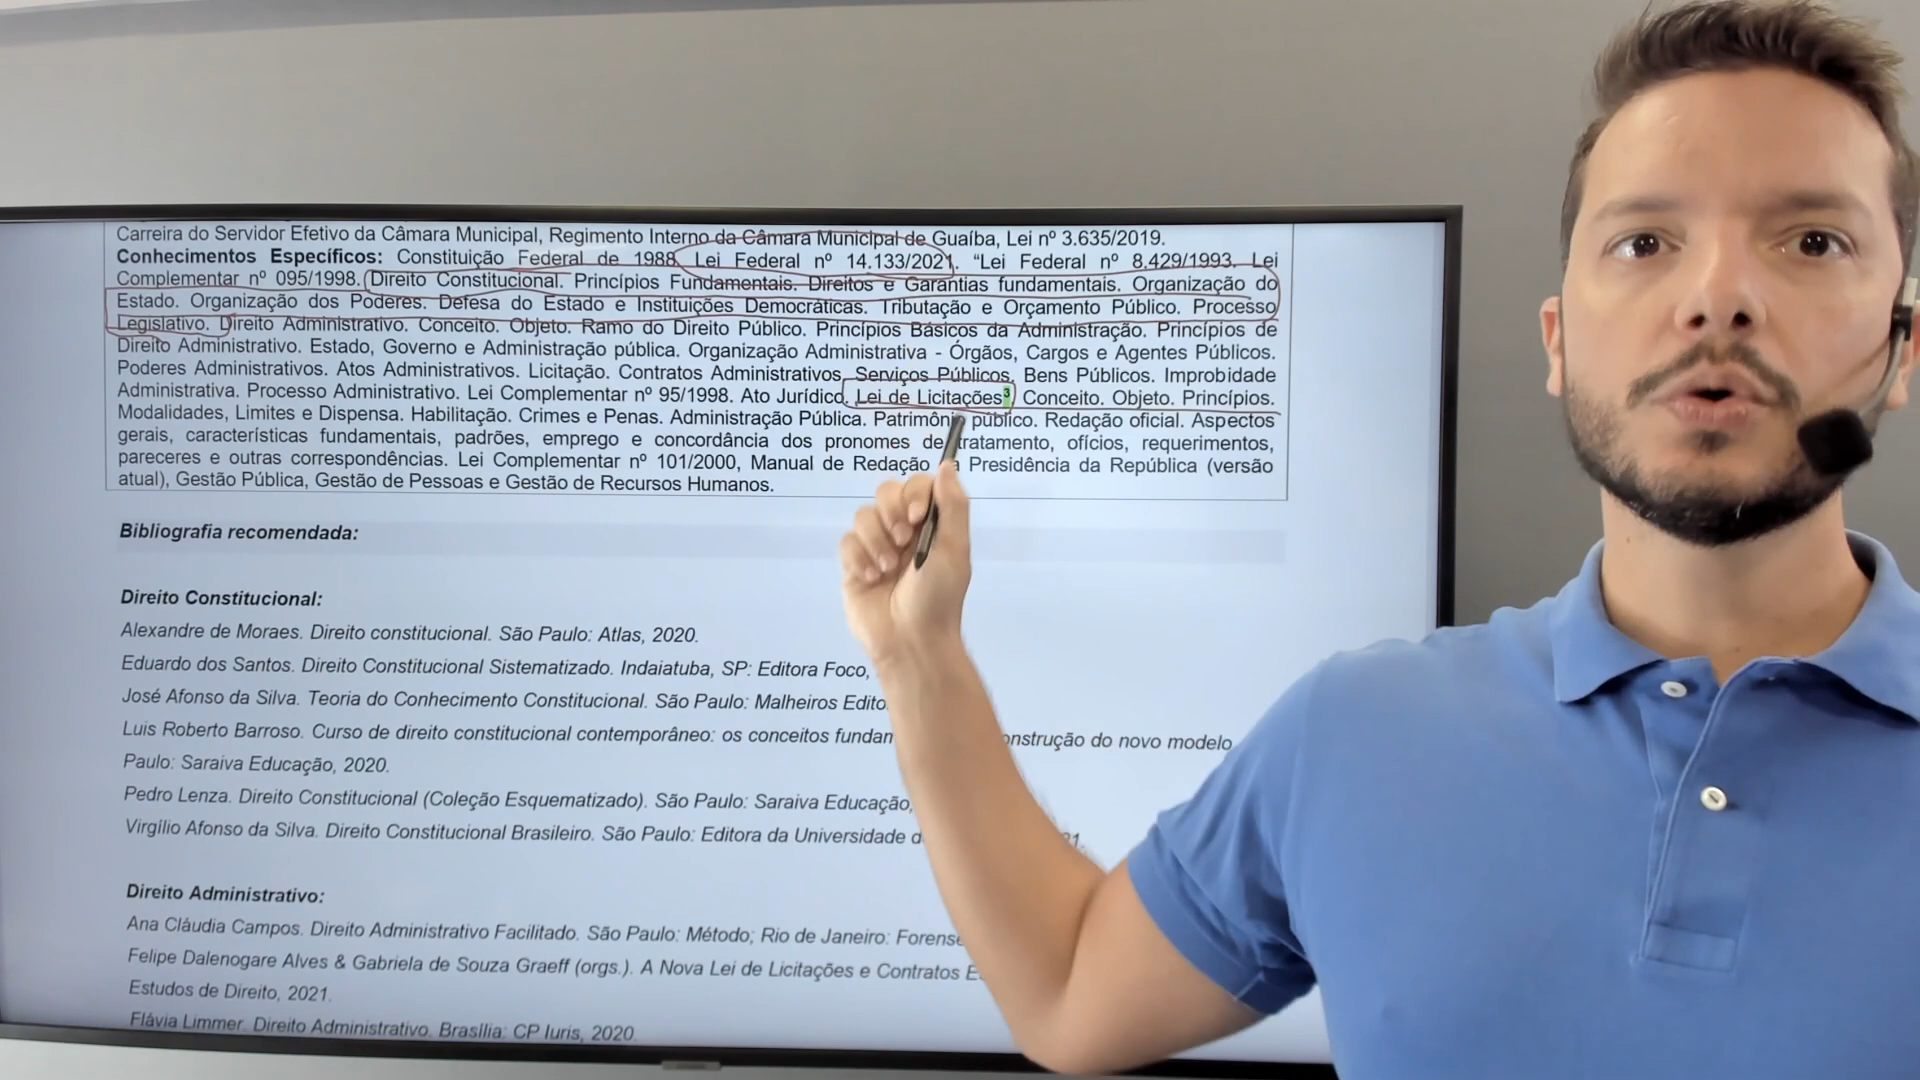 Carreira do Servidor Efetivo da Câmara Municipal, Regimento Interno da Câmara Municipal de Guaíba, Lei nº 3.635/2019.
Conhecimentos Específicos: Constituição Federal de 1988. Lei Federal nº 14.133/2021. “Lei Federal nº 8.429/1993. Lei
Complementar nº 095/1998. Direito Constitucional. Princípios Fundamentais. Direitos e Garantias fundamentais. Organização do
Estado. Organização dos Poderes. Defesa do Estado e Instituições Democráticas. Tributação e Orçamento Público. Processo
Legislativo. Direito Administrativo. Conceito. Objeto. Ramo do Direito Público. Princípios Básicos da Administração. Princípios de
Direito Administrativo. Estado, Governo e Administração pública. Organização Administrativa - Órgãos, Cargos e Agentes Públicos.
Poderes Administrativos. Atos Administrativos. Licitação. Contratos Administrativos. Serviços Públicos. Bens Públicos. Improbidade
Administrativa. Processo Administrativo. Lei Complementar nº 95/1998. Ato Jurídico. Lei de Licitações³. Conceito. Objeto. Princípios.
Modalidades, Limites e Dispensa. Habilitação. Crimes e Penas. Administração Pública. Patrimônio público. Redação oficial. Aspectos
gerais, características fundamentais, padrões, emprego e concordância dos pronomes de tratamento, ofícios, requerimentos,
pareceres e outras correspondências. Lei Complementar nº 101/2000, Manual de Redação Presidência da República (versão
atual), Gestão Pública, Gestão de Pessoas e Gestão de Recursos Humanos.
Bibliografia recomendada:
Direito Constitucional:
Alexandre de Moraes. Direito constitucional. São Paulo: Atlas, 2020.
Eduardo dos Santos. Direito Constitucional Sistematizado. Indaiatuba, SP: Editora Foco,
José Afonso da Silva. Teoria do Conhecimento Constitucional. São Paulo: Malheiros Edito
Luis Roberto Barroso. Curso de direito constitucional contemporâneo: os conceitos fundan nstrução do novo modelo
Paulo: Saraiva Educação, 2020.
Pedro Lenza. Direito Constitucional (Coleção Esquematizado). São Paulo: Saraiva Educação,
Virgílio Afonso da Silva. Direito Constitucional Brasileiro. São Paulo: Editora da Universidade d 21.
Direito Administrativo:
Ana Cláudia Campos. Direito Administrativo Facilitado. São Paulo: Método; Rio de Janeiro: Forense
Felipe Dalenogare Alves & Gabriela de Souza Graeff (orgs.). A Nova Lei de Licitações e Contratos E
Estudos de Direito, 2021.
Flávia Limmer. Direito Administrativo. Brasília: CP Iuris, 2020.